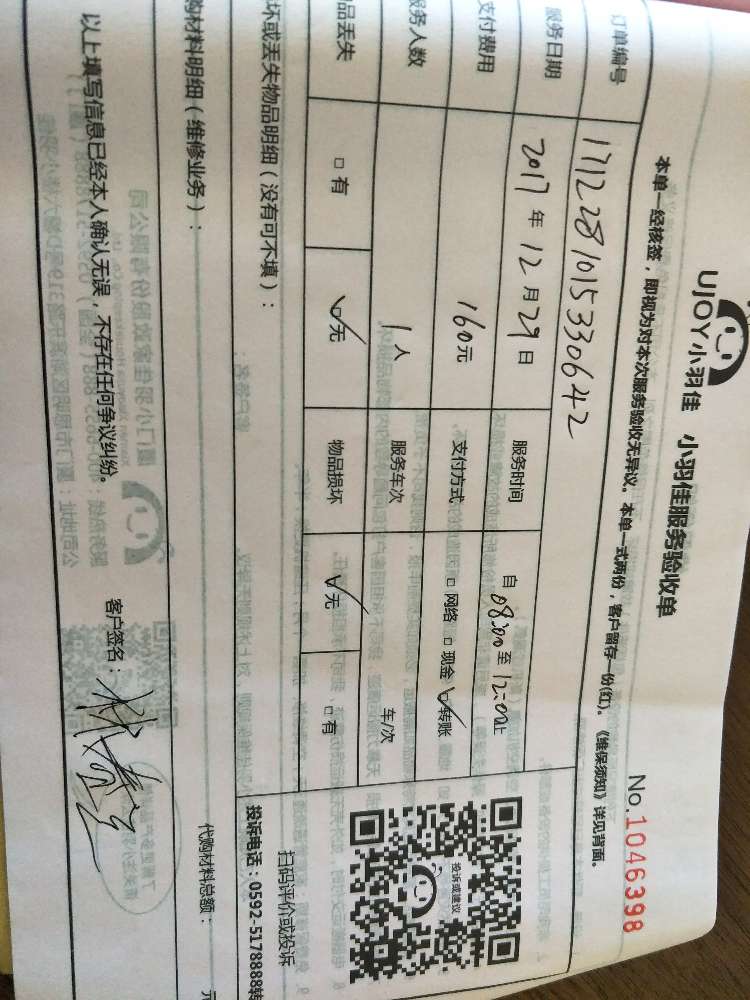 UJOY小羽佳 小羽佳服务验收单
No.1046398
本单一经核签，即视为对本次服务验收无异议。本单一式两份，客户留存一份(红)。《维保须知》详见背面。
订单编号 171228101533064​2
服务日期 2017年12月29日 服务时间 自08:30至12:00止
支付费用 160元 支付方式 □网络 □现金 ☑转账
服务人数 1人 服务车次 车/次
物品丢失 □有 ☑无 物品损坏 ☑无 □有
坏或丢失物品明细（没有可不填）：
购材料明细（维修业务）：
代购材料总额： 元
投诉或建议
扫码评价或投诉
投诉电话：0592-5178888转
以上填写信息已经本人确认无误，不存在任何争议纠纷。 客户签名：